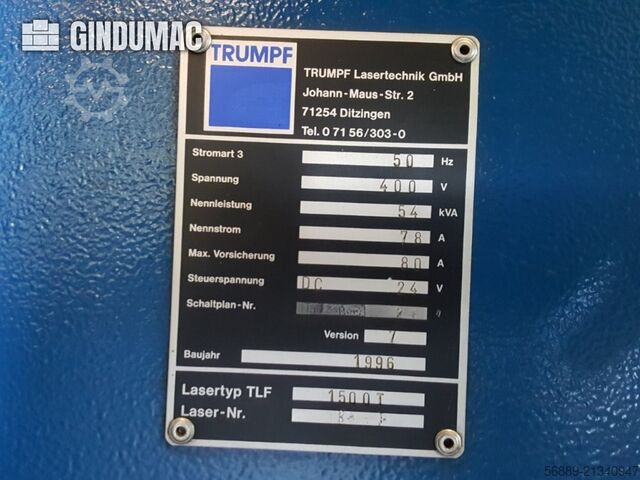 GINDUMAC
TRUMPF
TRUMPF Lasertechnik GmbH
Johann-Maus-Str. 2
71254 Ditzingen
Tel. 0 71 56/303-0
Stromart 3 50 Hz
Spannung 400 V
Nennleistung 54 kVA
Nennstrom 78 A
Max. Vorsicherung 80 A
Steuerspannung DC 24 V
Schaltplan-Nr.
Version 7
Baujahr 1996
Lasertyp TLF 1500T
Laser-Nr.
56889-21340947